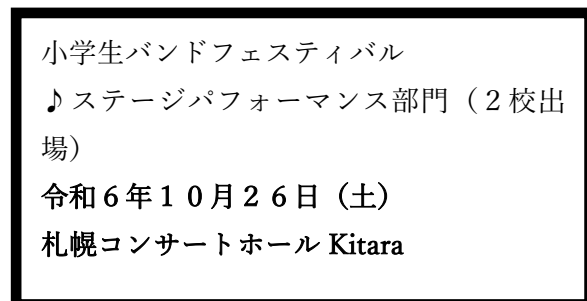 小学生バンドフェスティバル
♪ステージパフォーマンス部門（２校出
場）
令和６年１０月２６日（土）
札幌コンサートホール Kitara